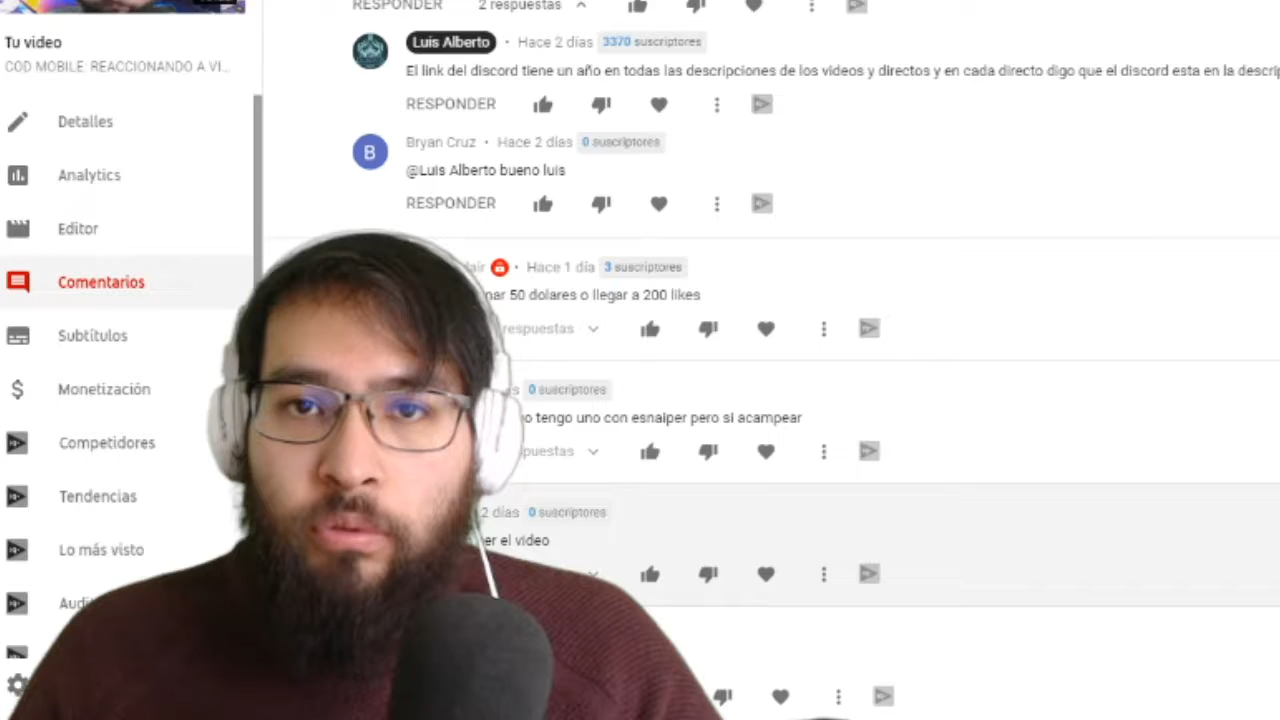 RESPONDER 2 respuestas
Tu video
COD MOBILE: REACCIONANDO A VI...
Detalles
Analytics
Editor
Comentarios
Subtítulos
Monetización
Competidores
Tendencias
Lo más visto
Luis Alberto · Hace 2 días 3370 suscriptores
El link del discord tiene un año en todas las descripciones de los videos y directos y en cada directo digo que el discord esta en la
RESPONDER
Bryan Cruz · Hace 2 días 0 suscriptores
B
@Luis Alberto bueno luis
RESPONDER
· Hace 1 día 3 suscriptores
50 dolares o llegar a 200 likes
respuestas
0 suscriptores
tengo uno con esnaiper pero si acampear
2 días 0 suscriptores
el video